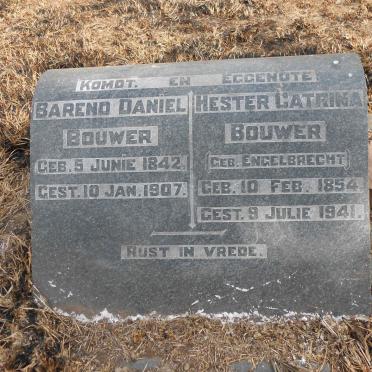 KOMDT. EN EGGENOTE
BAREND DANIEL
BOUWER
GEB. 5 JUNIE 1842.
GEST. 10 JAN. 1907.
HESTER CATRINA
BOUWER
(GEB. ENGELBRECHT)
GEB. 10 FEB. 1854
GEST. 9 JULIE 1941.
RUST IN VREDE.